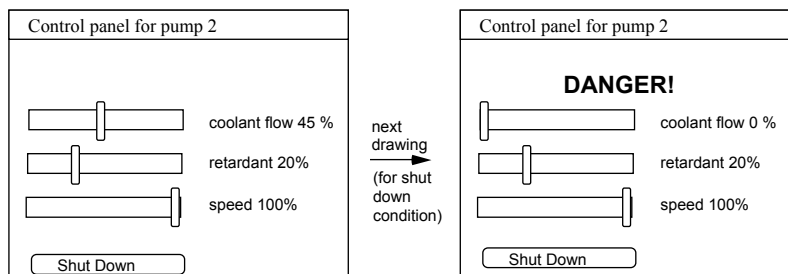 Control panel for pump 2
coolant flow 45 %
retardant 20%
speed 100%
Shut Down
next
drawing
(for shut
down
condition)
Control panel for pump 2
DANGER!
coolant flow 0 %
retardant 20%
speed 100%
Shut Down